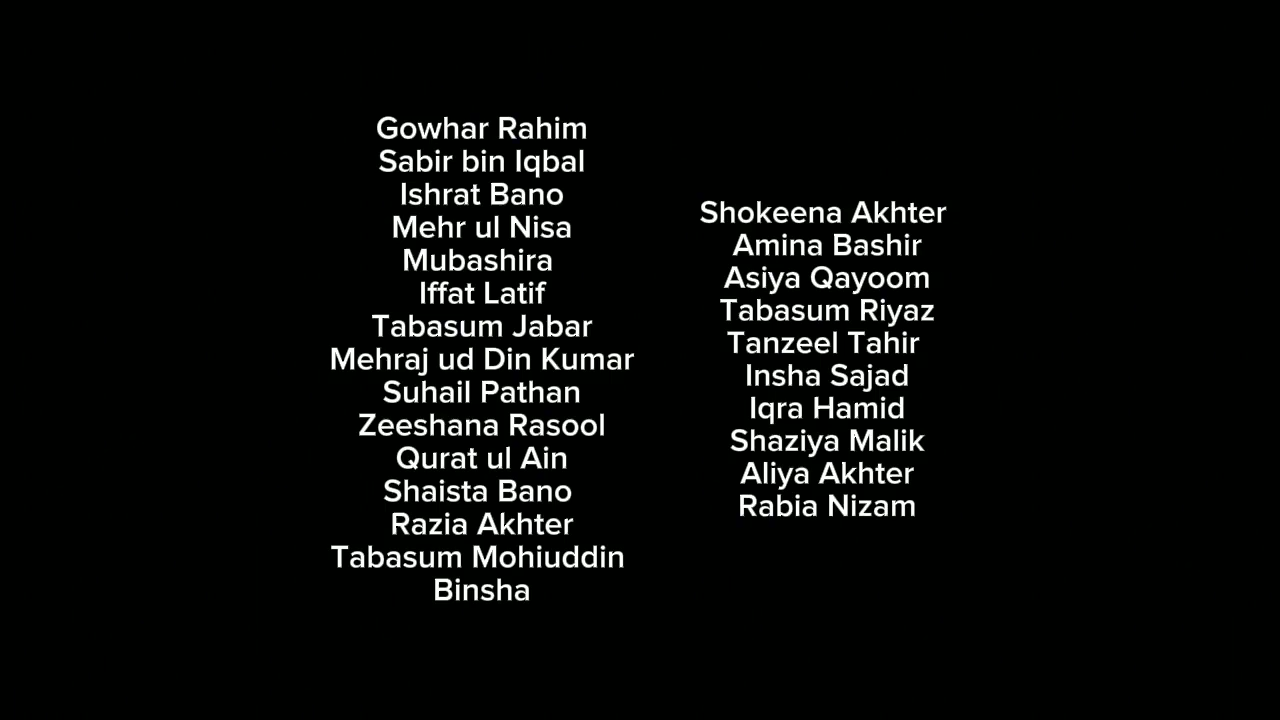 Gowhar Rahim
Sabir bin Iqbal
Ishrat Bano
Mehr ul Nisa
Mubashira
Iffat Latif
Tabasum Jabar
Mehraj ud Din Kumar
Suhail Pathan
Zeeshana Rasool
Qurat ul Ain
Shaista Bano
Razia Akhter
Tabasum Mohiuddin
Binsha
Shokeena Akhter
Amina Bashir
Asiya Qayoom
Tabasum Riyaz
Tanzeel Tahir
Insha Sajad
Iqra Hamid
Shaziya Malik
Aliya Akhter
Rabia Nizam